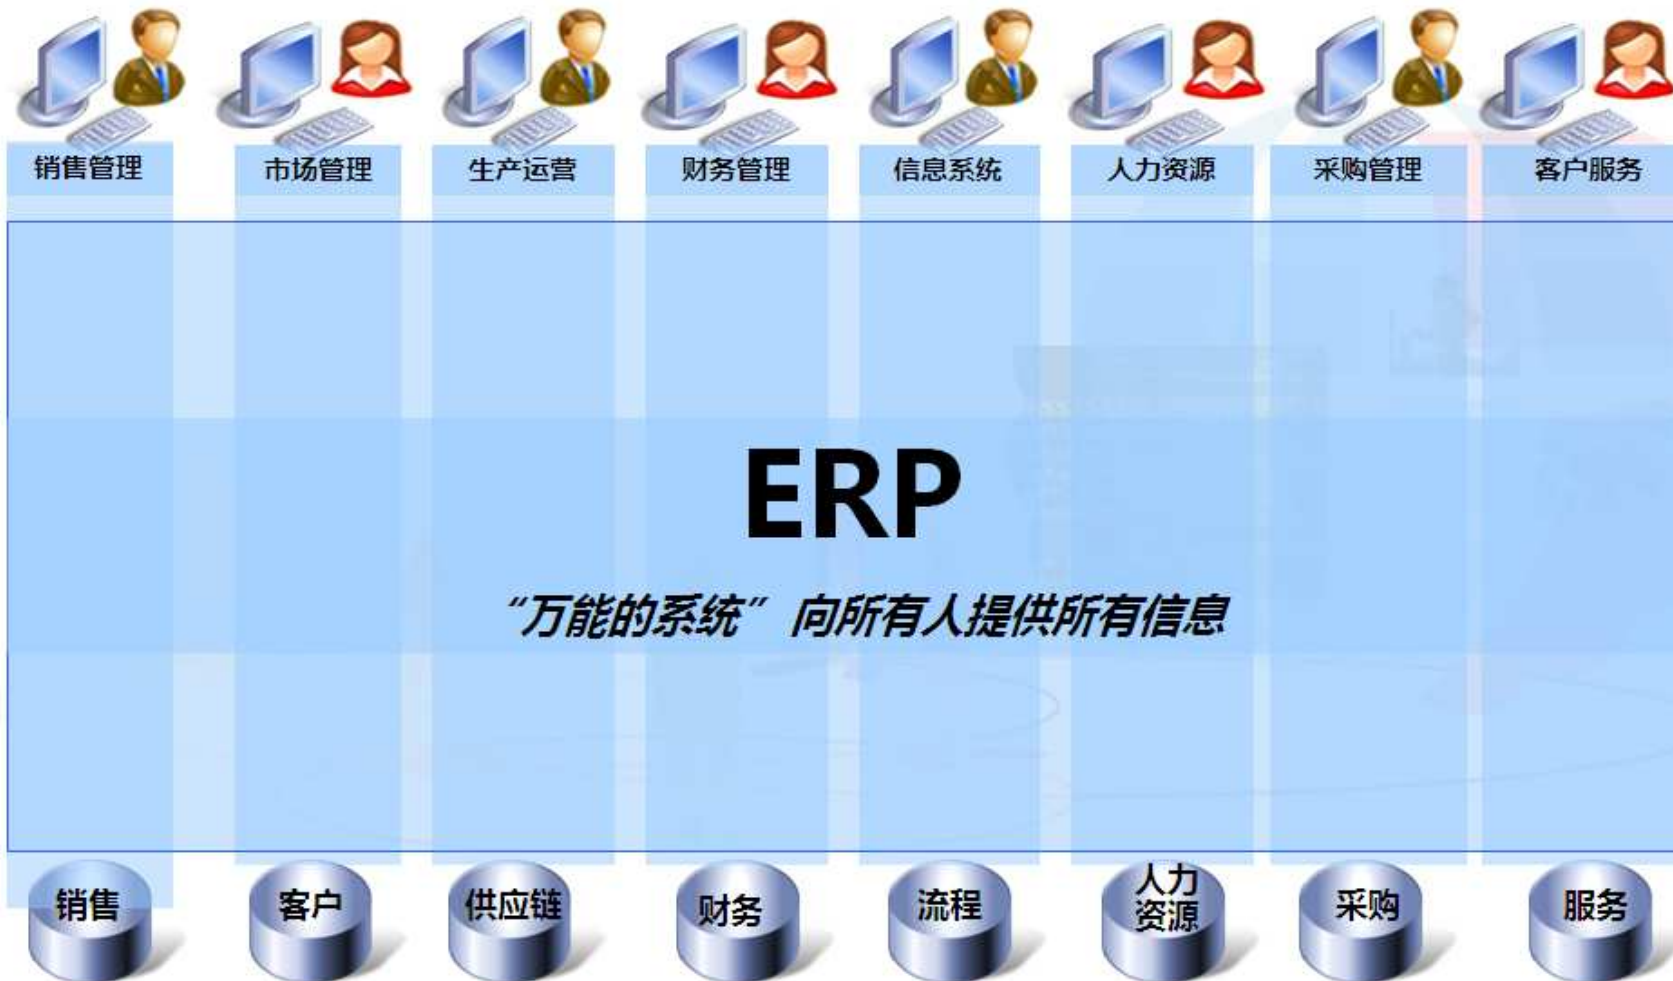 销售管理 市场管理 生产运营 财务管理 信息系统 人力资源 采购管理 客户服务
ERP
“万能的系统”向所有人提供所有信息
销售 客户 供应链 财务 流程 人力
资源 采购 服务